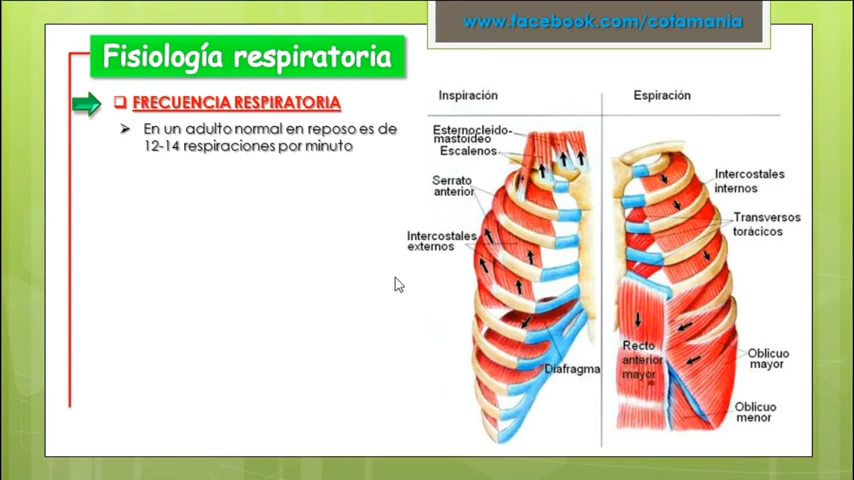 www.facebook.com/cotamania
Fisiología respiratoria
FRECUENCIA RESPIRATORIA
En un adulto normal en reposo es de
12-14 respiraciones por minuto
Inspiración
Esternocleido-
mastoideo
Escalenos
Serrato
anterior
Intercostales
externos
Diafragma
Espiración
Intercostales
internos
Transversos
torácicos
Recto
anterior
mayor
Oblicuo
mayor
Oblicuo
menor